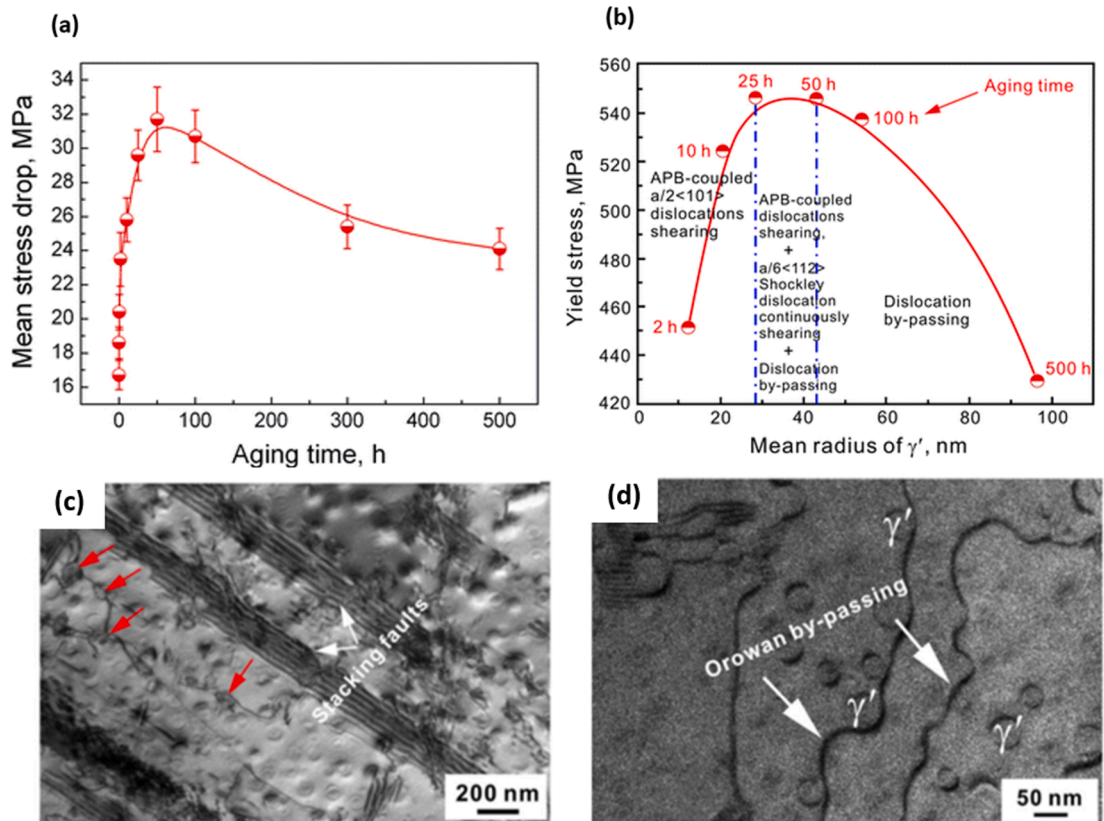 (a)
Mean stress drop, MPa
34
32
30
28
26
24
22
20
18
16
0
100
200
300
400
500
Aging time, h
(b)
Yield stress, MPa
560
540
520
500
480
460
440
420
0
20
40
60
80
100
Mean radius of γ′, nm
25 h
50 h
Aging time
100 h
10 h
2 h
500 h
APB-coupled
a/2<101>
dislocations
shearing
APB-coupled
dislocations
shearing,
+
a/6<112>
Shockley
dislocation
continuously
shearing
+
Dislocation
by-passing
Dislocation
by-passing
(c)
Stacking faults
200 nm
(d)
γ′
Orowan by-passing
γ′
γ′
50 nm